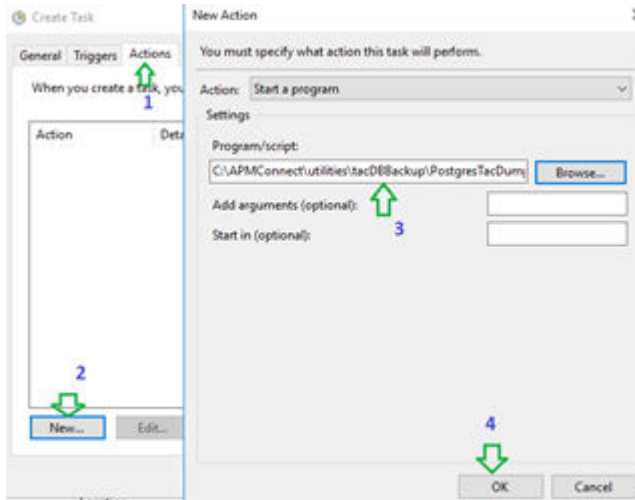 Create Task
General Triggers Actions
1
When you create a task, you
Action Deta
2
New... Edit...
New Action
You must specify what action this task will perform.
Action: Start a program
Settings
Program/script:
C:\APMConnect\utilities\tacDBBackup\PostgresTacDump Browse...
Add arguments (optional):
3
Start in (optional):
4
OK Cancel